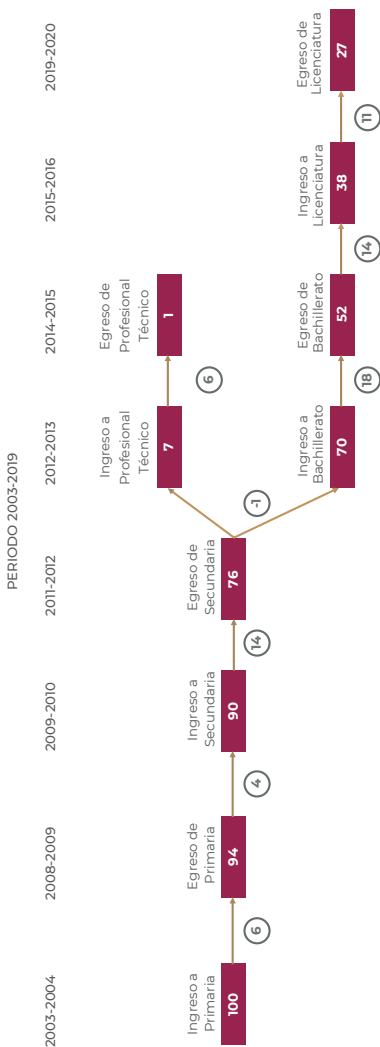 PERIODO 2003-2019
2003-2004
2008-2009
2009-2010
2011-2012
2012-2013
2014-2015
2015-2016
2019-2020
Ingreso a
Primaria
100
6
Egreso de
Primaria
94
4
Ingreso a
Secundaria
90
14
Egreso de
Secundaria
76
-1
Ingreso a
Profesional
Técnico
7
6
Egreso de
Profesional
Técnico
1
Ingreso a
Bachillerato
70
18
Egreso de
Bachillerato
52
14
Ingreso a
Licenciatura
38
11
Egreso de
Licenciatura
27